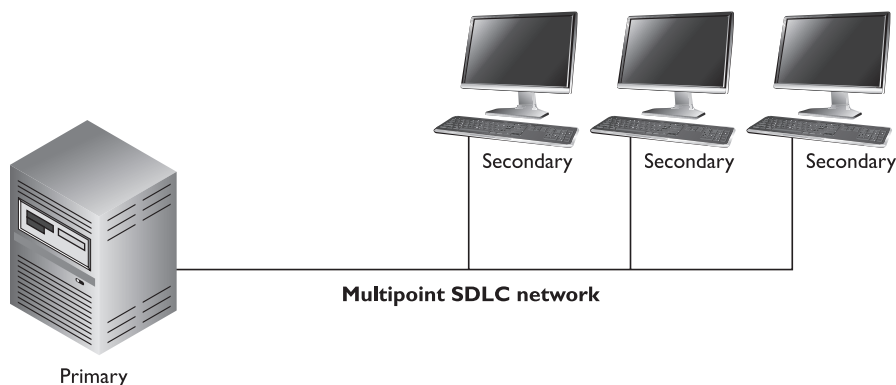 Secondary
Secondary
Secondary
Multipoint SDLC network
Primary